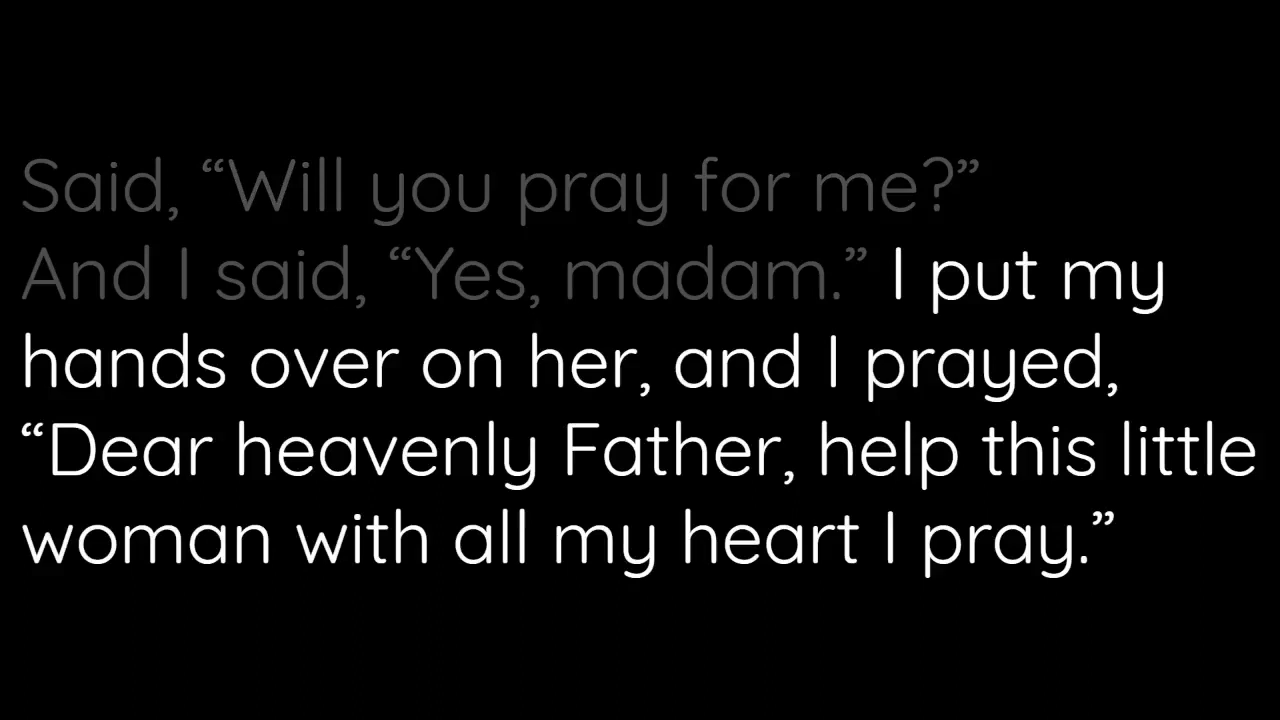 Said, “Will you pray for me?”
And I said, “Yes, madam.” I put my
hands over on her, and I prayed,
“Dear heavenly Father, help this little
woman with all my heart I pray.”